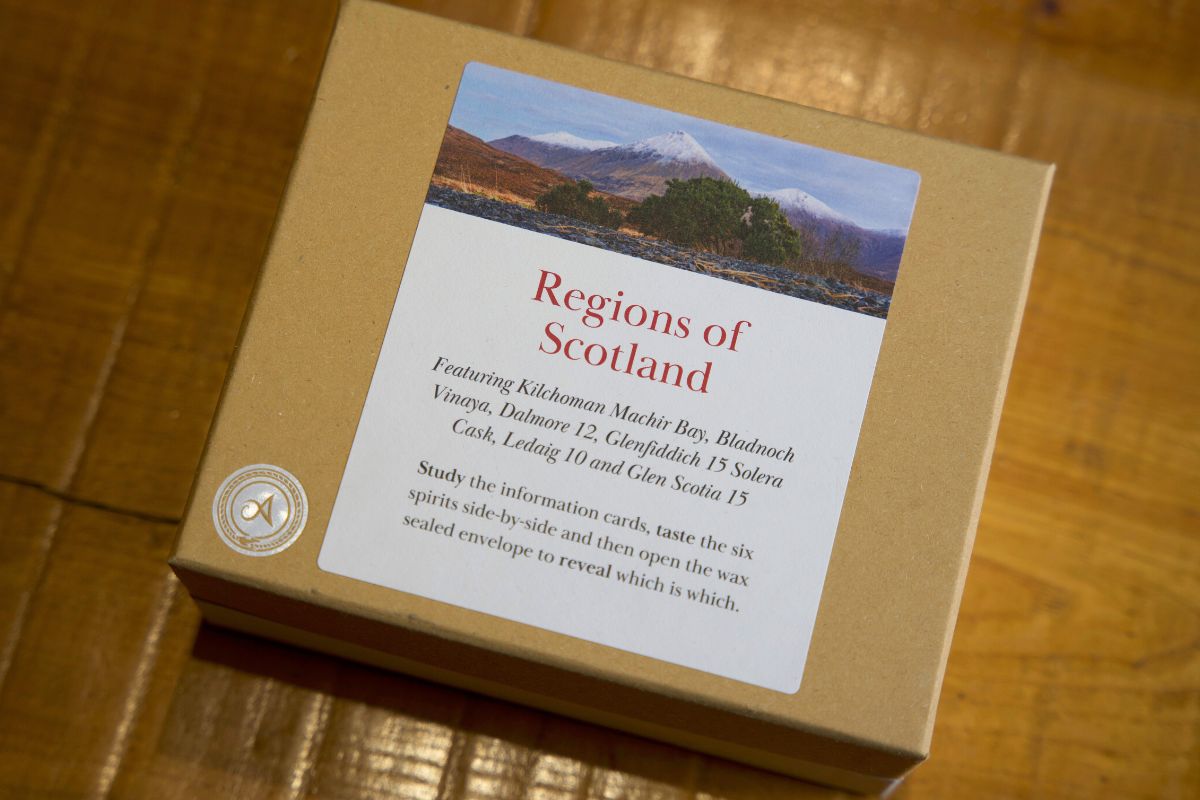 Regions of
Scotland
Featuring Kilchoman Machir Bay, Bladnoch
Vinaya, Dalmore 12, Glenfiddich 15 Solera
Cask, Ledaig 10 and Glen Scotia 15
Study the information cards, taste the six
spirits side-by-side and then open the wax
sealed envelope to reveal which is which.